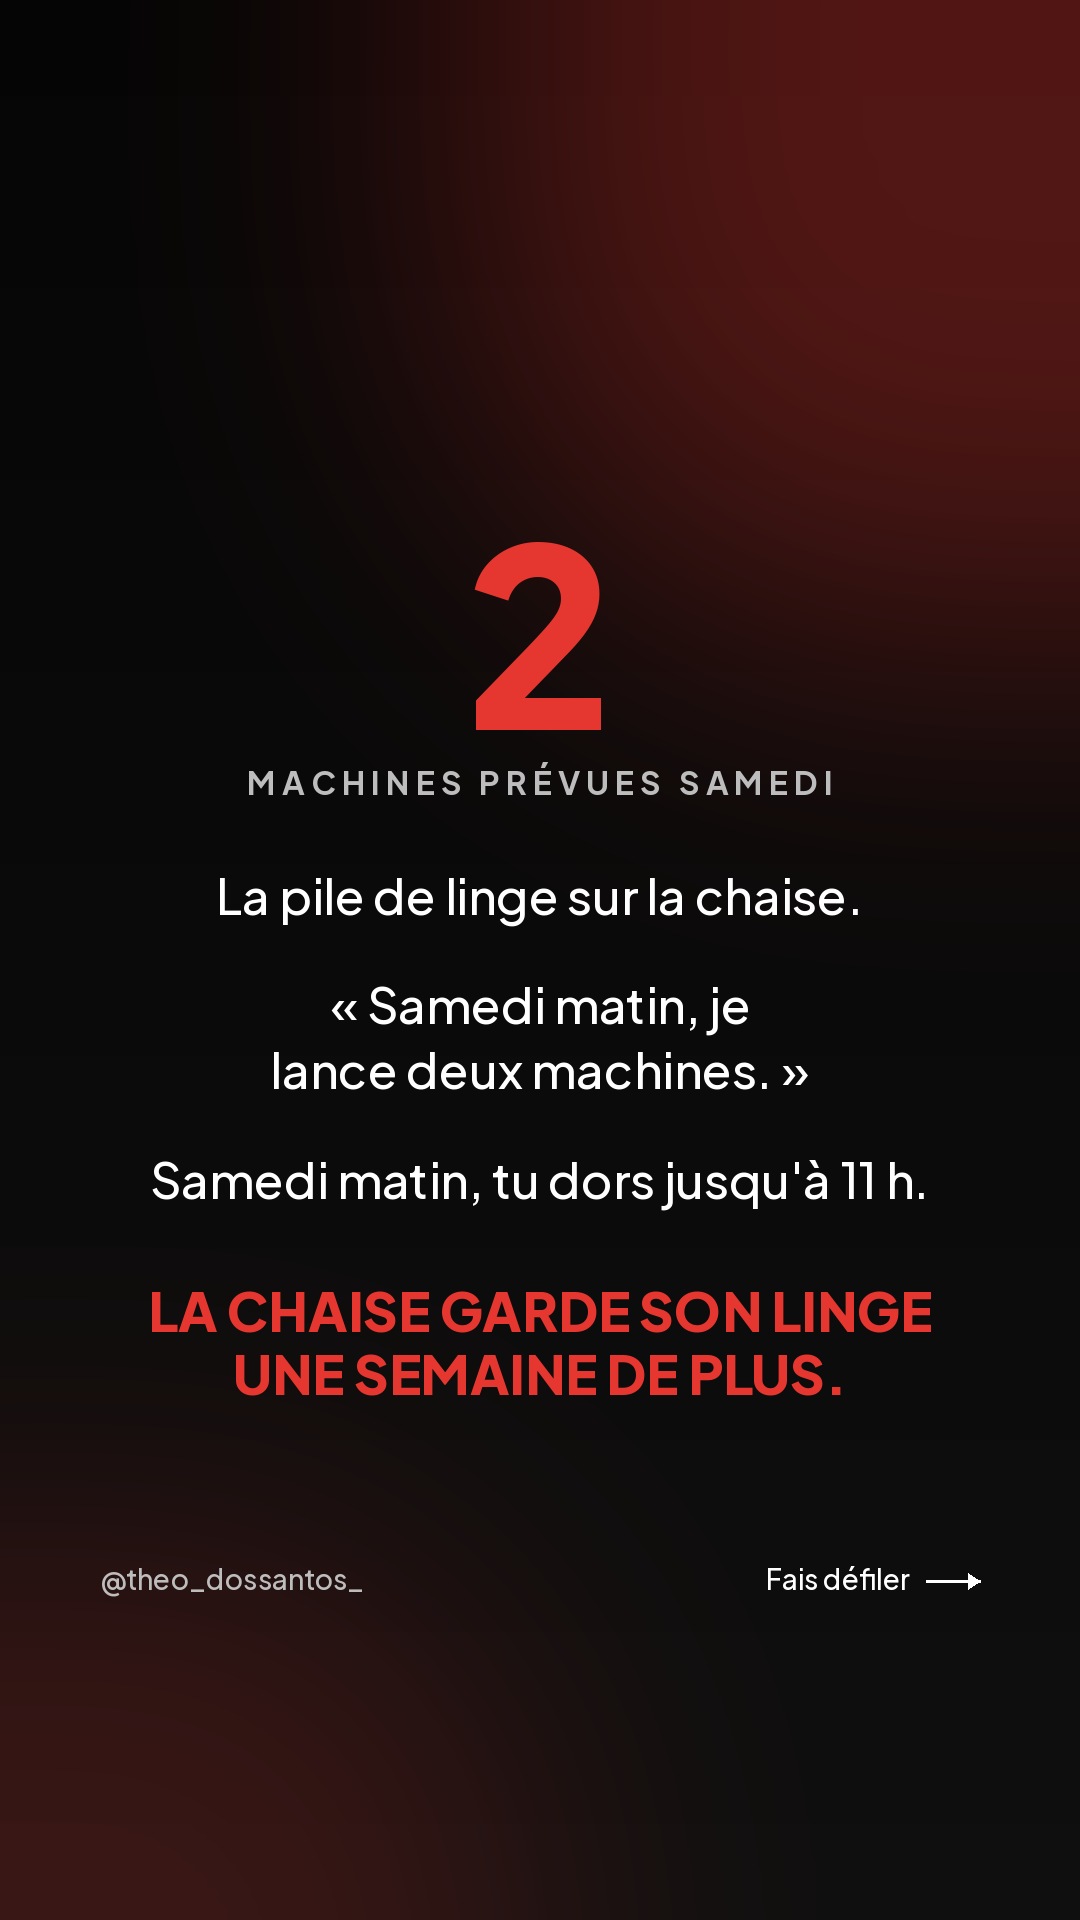 2
MACHINES PRÉVUES SAMEDI
La pile de linge sur la chaise.
« Samedi matin, je
lance deux machines. »
Samedi matin, tu dors jusqu'à 11 h.
LA CHAISE GARDE SON LINGE
UNE SEMAINE DE PLUS.
@theo_dossantos_
Fais défiler